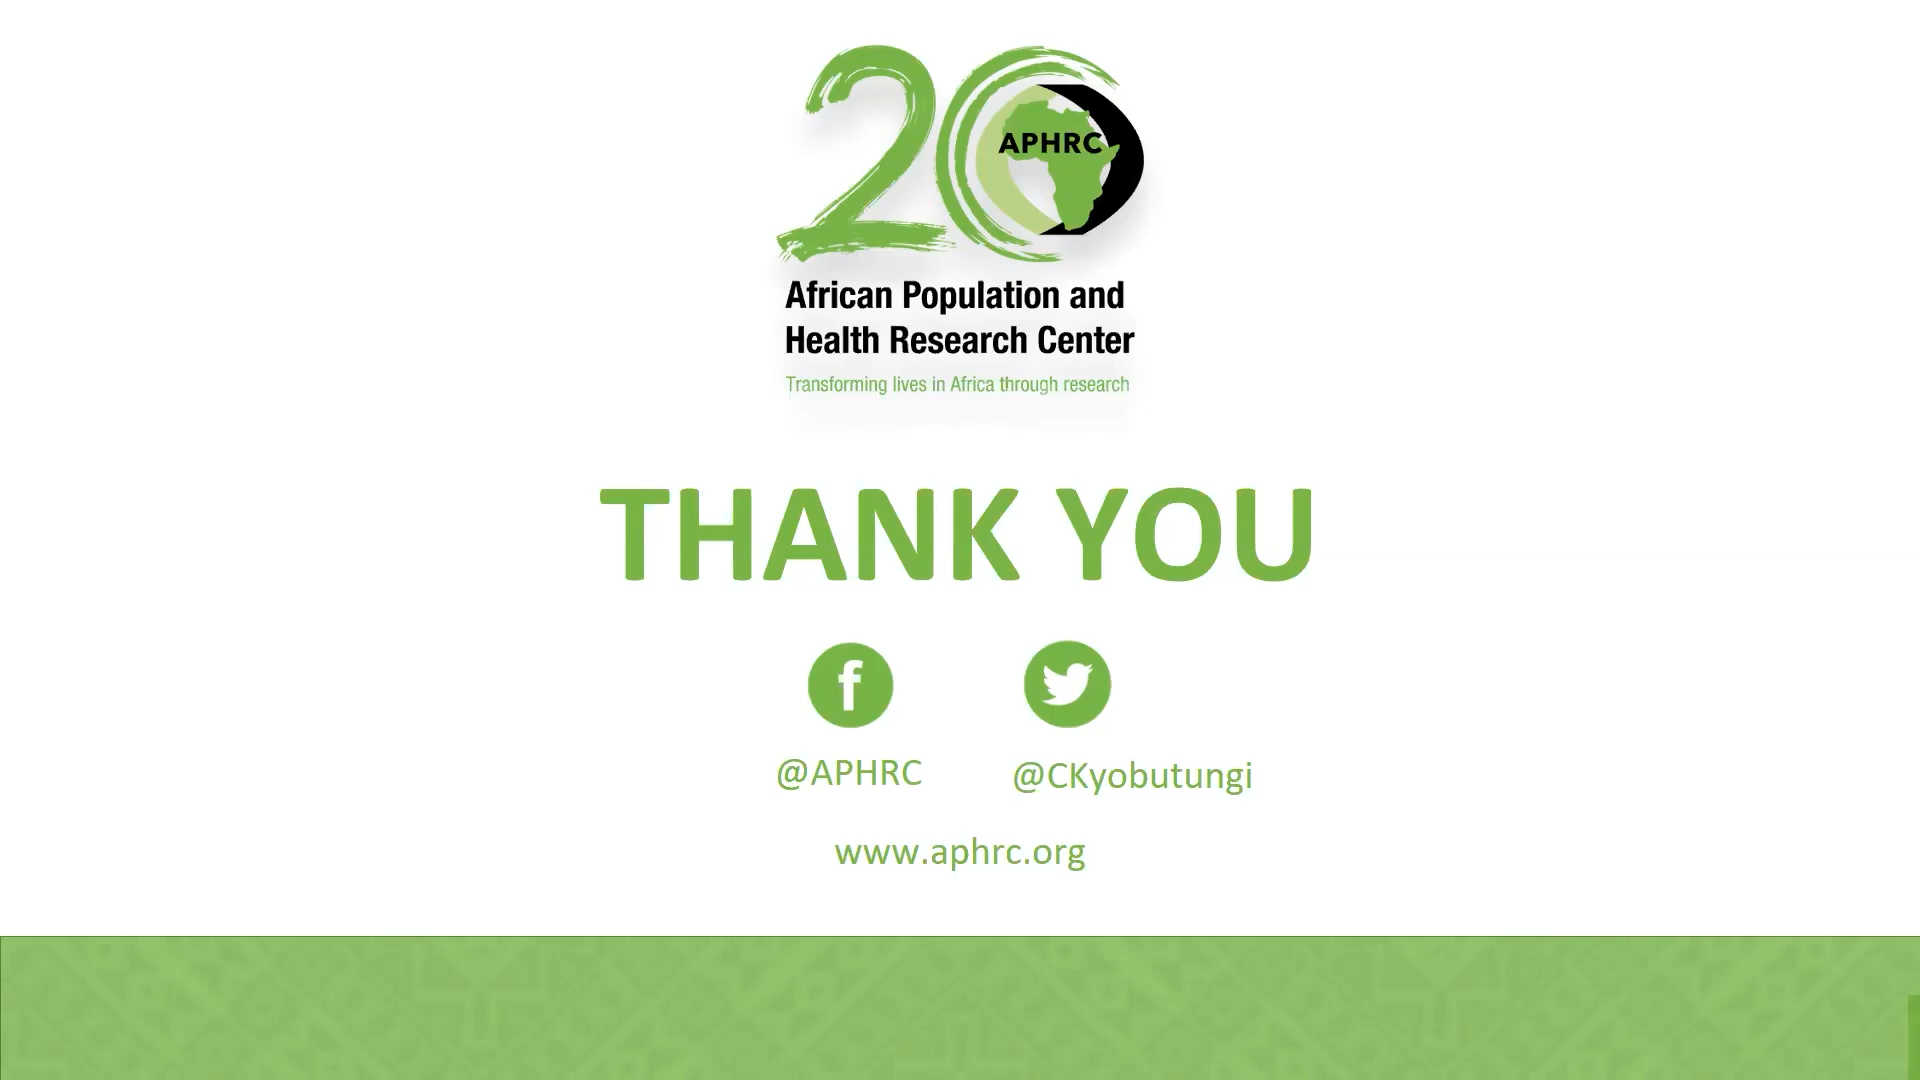 20
APHRC
African Population and
Health Research Center
Transforming lives in Africa through research
THANK YOU
@APHRC
@CKyobutungi
www.aphrc.org